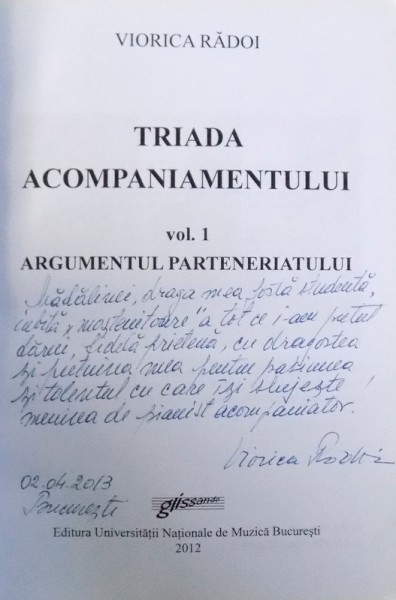 VIORICA RĂDOI
TRIADA
ACOMPANIAMENTULUI
vol. 1
ARGUMENTUL PARTENERIATULUI
Mădălinei, draga mea fostă studentă,
iubită "moștenitoare" a tot ce i-am putut
dărui, fidelă prietenă, cu dragostea
și prețuirea mea pentru pasiunea
și talentul cu care își slujește
menirea de pianist acompaniator.
Viorica Rădoi
02.04.2013
București
glissando
Editura Universității Naționale de Muzică București
2012